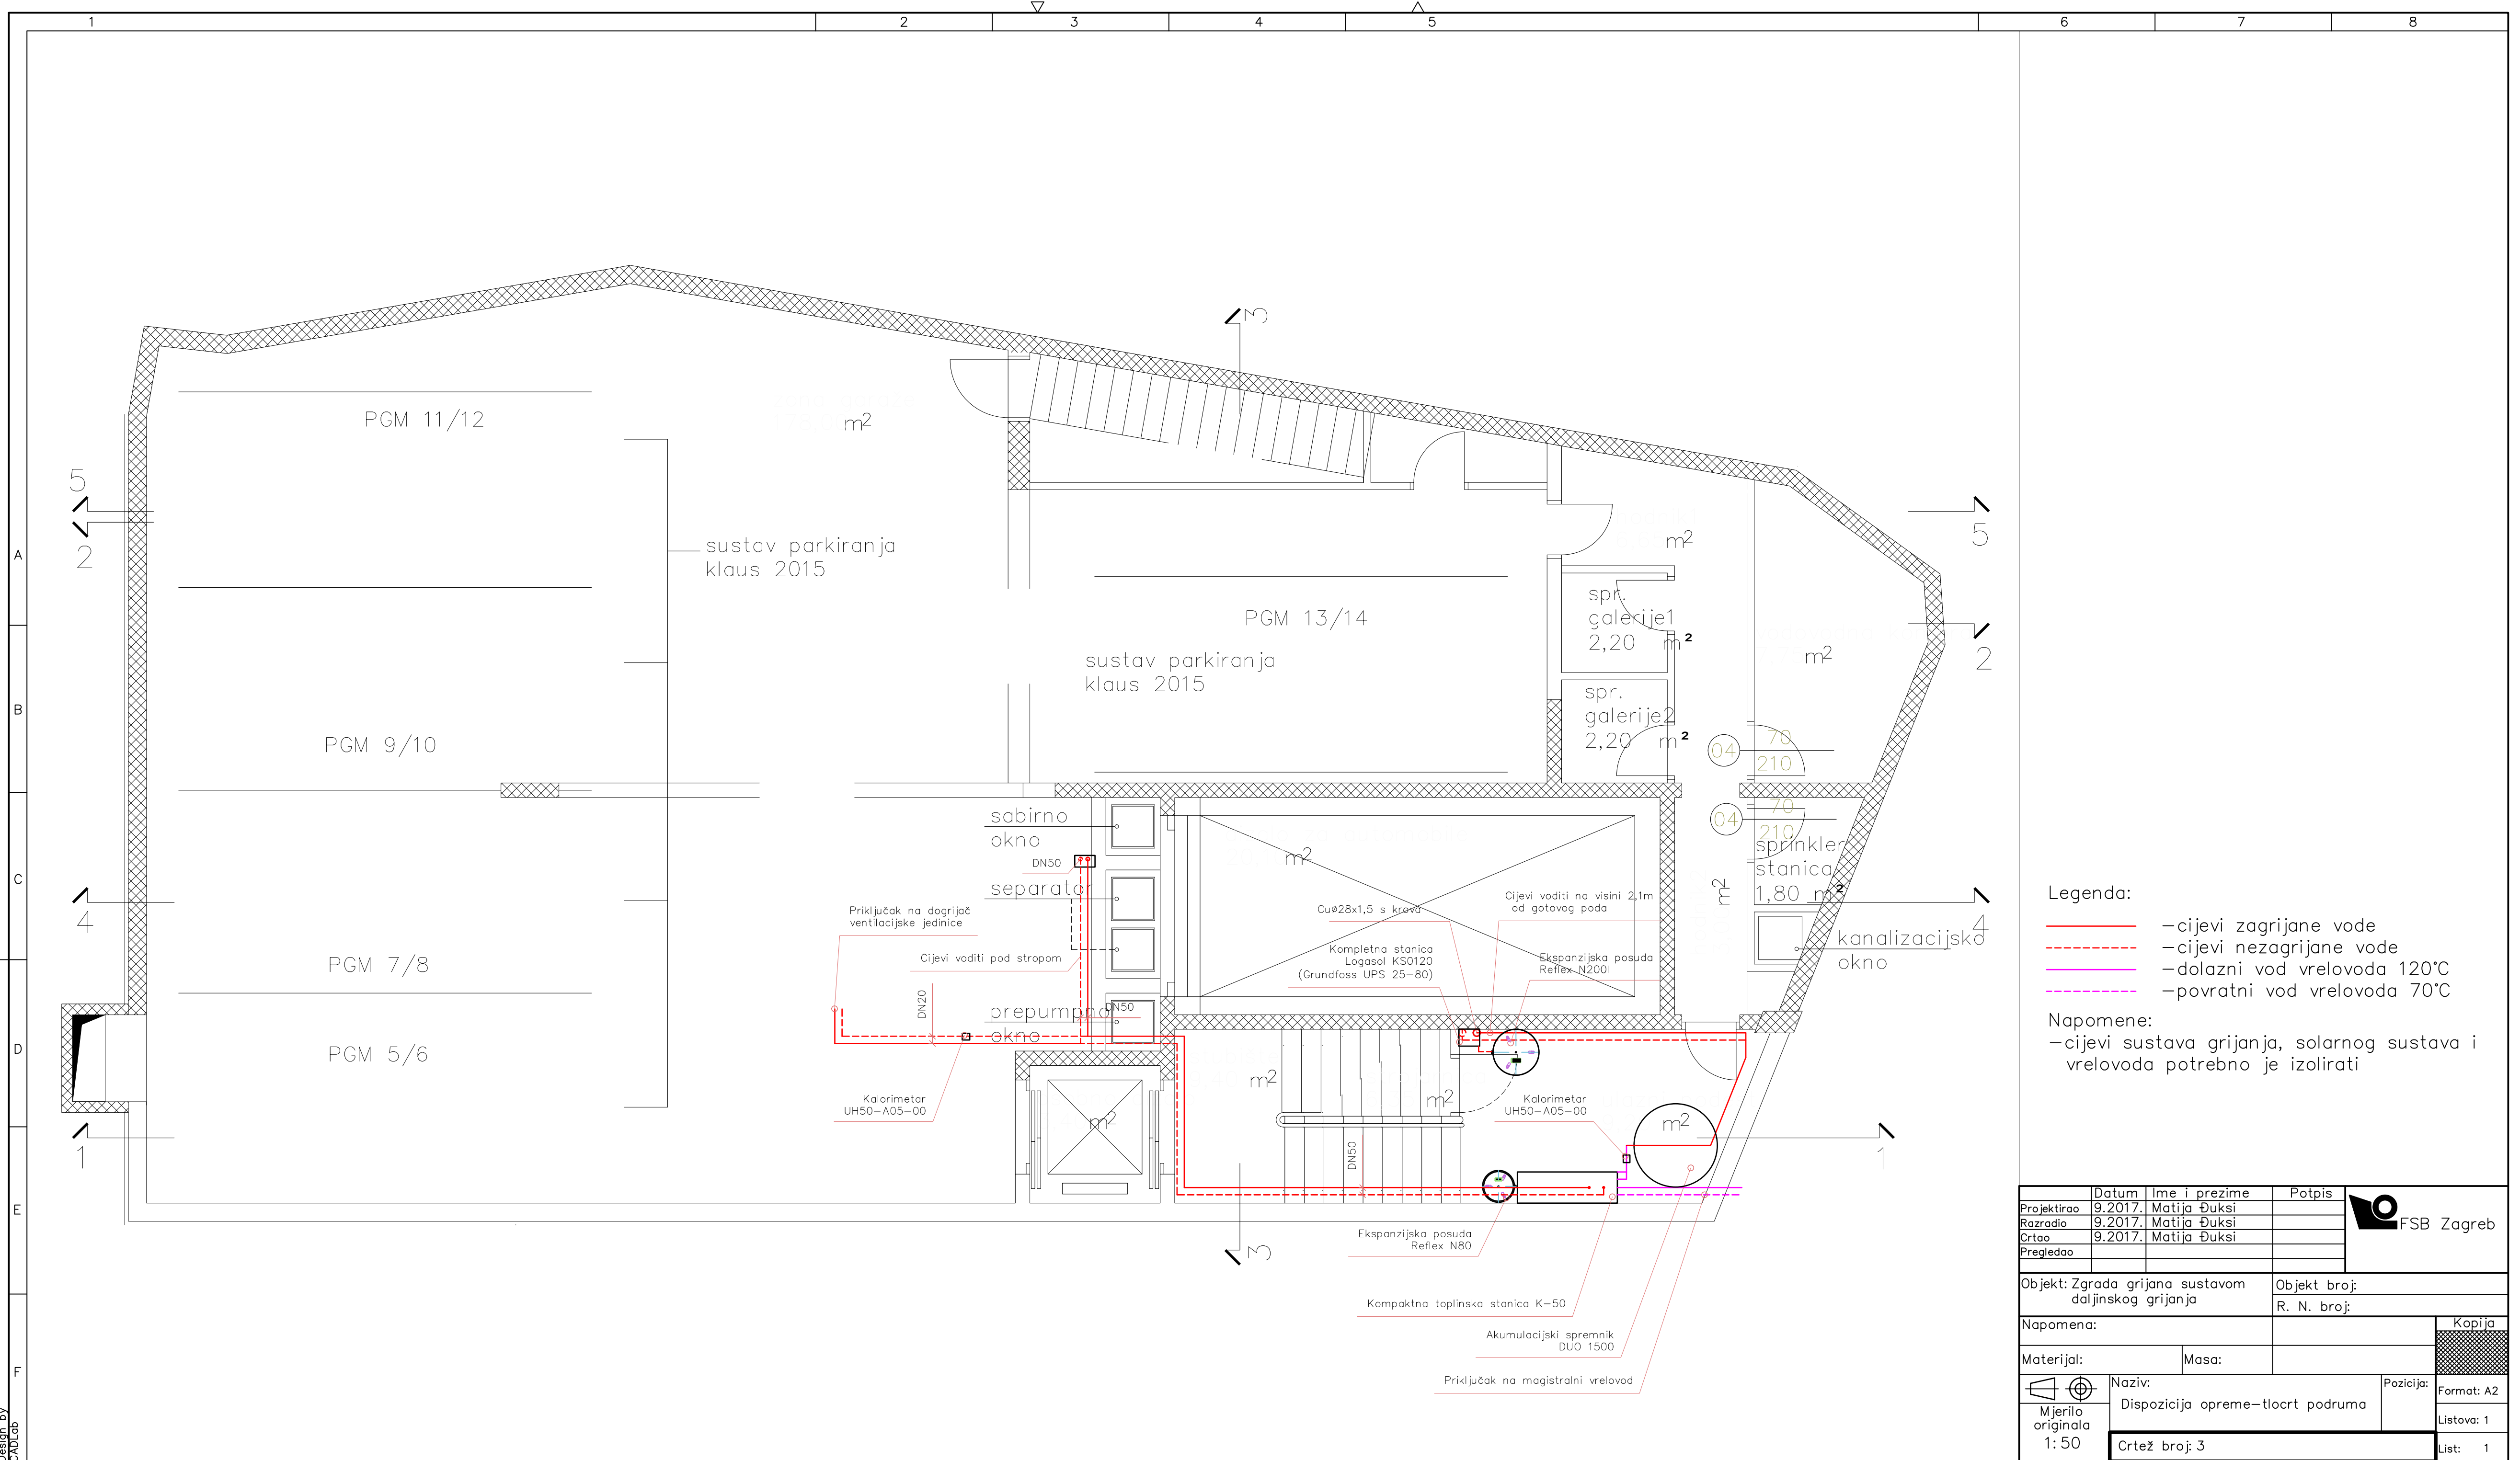 1 2 3 4 5 6 7 8
A
B
C
D
E
F
3
PGM 11/12
m²
5
2
5
2
sustav parkiranja
klaus 2015
m²
PGM 13/14
spr.
galerije1
2,20 m²
sustav parkiranja
klaus 2015
m²
spr.
galerije2
2,20 m²
PGM 9/10
04 70
210
04 70
210
sabirno
okno
DN50
m²
sprinkler
stanica
1,80 m²
m²
separator
4
4
Priključak na dogrijač
ventilacijske jedinice
Cuø28x1,5 s krova
Cijevi voditi na visini 2,1m
od gotovog poda
kanalizacijsko
okno
Cijevi voditi pod stropom
Kompletna stanica
Logasol KS0120
(Grundfoss UPS 25-80)
Ekspanzijska posuda
Reflex N200l
PGM 7/8
DN20
prepumpno
okno
DN50
PGM 5/6
m²
m²
m²
m²
Kalorimetar
UH50-A05-00
Kalorimetar
UH50-A05-00
1
1
DN50
3
Ekspanzijska posuda
Reflex N80
Kompaktna toplinska stanica K-50
Akumulacijski spremnik
DUO 1500
Priključak na magistralni vrelovod
Legenda:
-cijevi zagrijane vode
-cijevi nezagrijane vode
-dolazni vod vrelovoda 120°C
-povratni vod vrelovoda 70°C
Napomene:
-cijevi sustava grijanja, solarnog sustava i
vrelovoda potrebno je izolirati
Datum Ime i prezime Potpis
Projektirao 9.2017. Matija Đuksi
Razradio 9.2017. Matija Đuksi
Crtao 9.2017. Matija Đuksi
Pregledao
FSB Zagreb
Objekt: Zgrada grijana sustavom
daljinskog grijanja
Objekt broj:
R. N. broj:
Napomena:
Kopija
Materijal: Masa:
Naziv:
Dispozicija opreme-tlocrt podruma
Pozicija:
Format: A2
Mjerilo
originala
1:50
Listova: 1
Crtež broj: 3
List: 1
Design by
CADLab